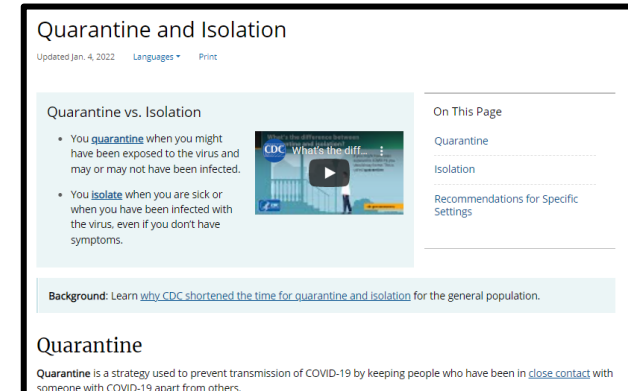 Quarantine and Isolation
Updated Jan. 4, 2022 Languages Print
Quarantine vs. Isolation
• You quarantine when you might
have been exposed to the virus and
may or may not have been infected.
• You isolate when you are sick or
when you have been infected with
the virus, even if you don't have
symptoms.
What's the difference between
CDC What's the diff...
On This Page
Quarantine
Isolation
Recommendations for Specific
Settings
Background: Learn why CDC shortened the time for quarantine and isolation for the general population.
Quarantine
Quarantine is a strategy used to prevent transmission of COVID-19 by keeping people who have been in close contact with
someone with COVID-19 apart from others.